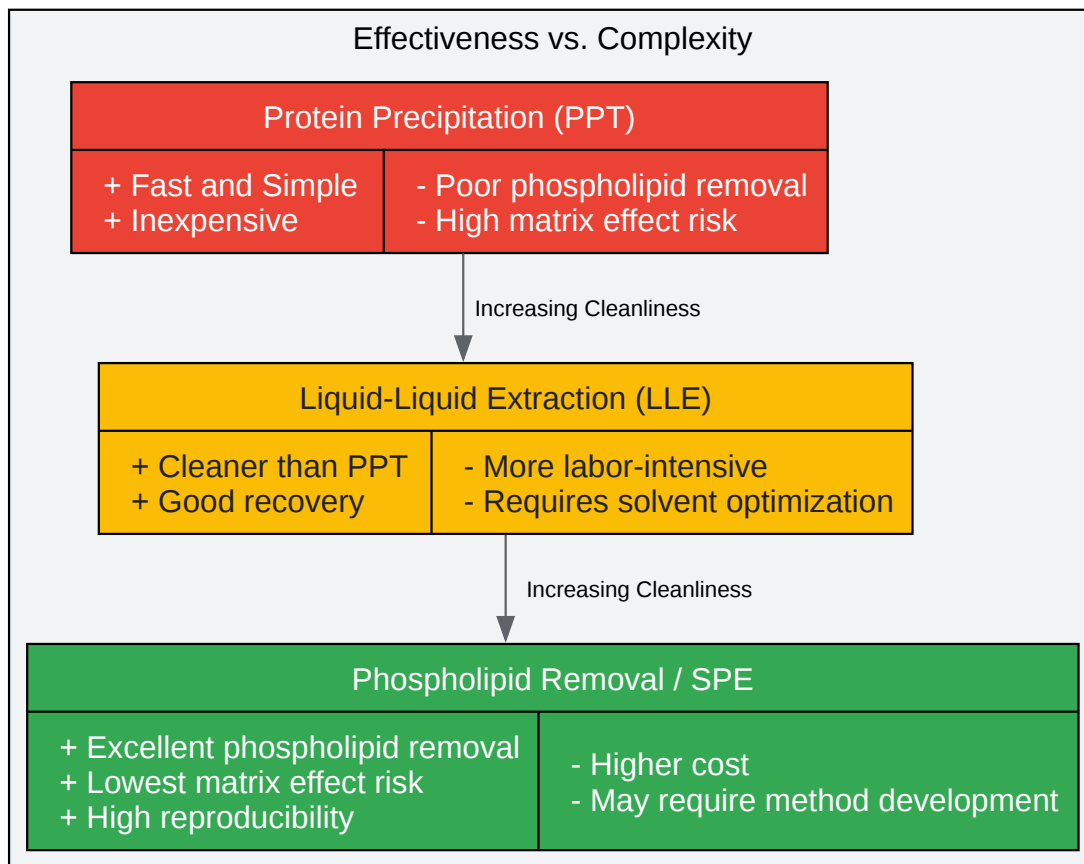 Effectiveness vs. Complexity
Protein Precipitation (PPT)
+ Fast and Simple
+ Inexpensive
- Poor phospholipid removal
- High matrix effect risk
Increasing Cleanliness
Liquid-Liquid Extraction (LLE)
+ Cleaner than PPT
+ Good recovery
- More labor-intensive
- Requires solvent optimization
Increasing Cleanliness
Phospholipid Removal / SPE
+ Excellent phospholipid removal
+ Lowest matrix effect risk
+ High reproducibility
- Higher cost
- May require method development